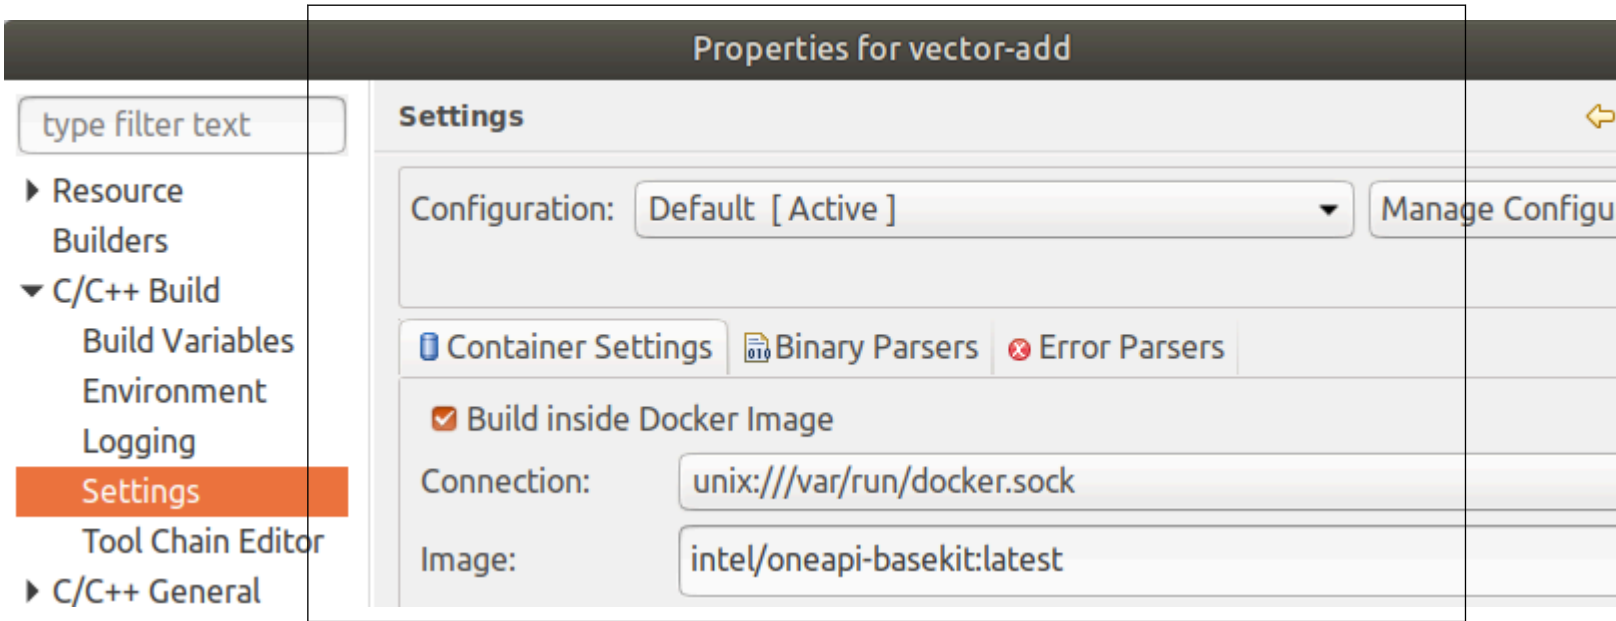 Properties for vector-add
type filter text
Resource
Builders
C/C++ Build
Build Variables
Environment
Logging
Settings
Tool Chain Editor
C/C++ General
Settings
Configuration: Default [ Active ] Manage Configu
Container Settings Binary Parsers Error Parsers
Build inside Docker Image
Connection: unix:///var/run/docker.sock
Image: intel/oneapi-basekit:latest